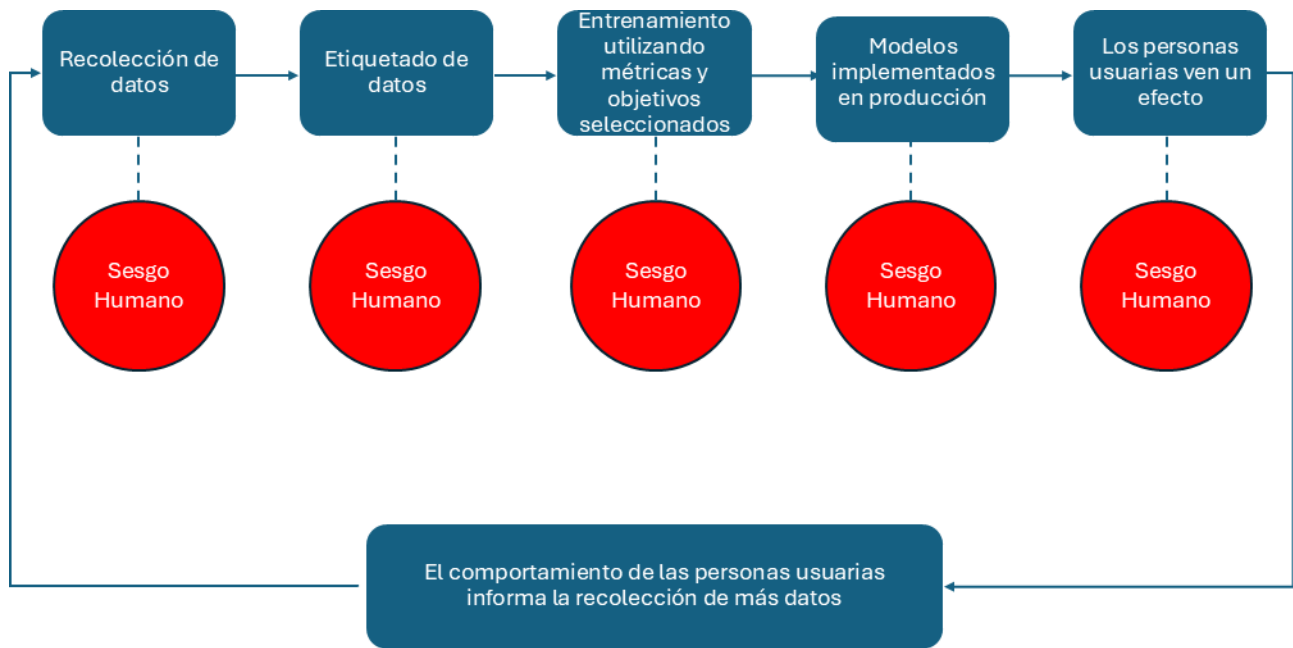 Recolección de
datos
Etiquetado de
datos
Entrenamiento
utilizando
métricas y
objetivos
seleccionados
Modelos
implementados
en producción
Los personas
usuarias ven un
efecto
Sesgo
Humano
Sesgo
Humano
Sesgo
Humano
Sesgo
Humano
Sesgo
Humano
El comportamiento de las personas usuarias
informa la recolección de más datos